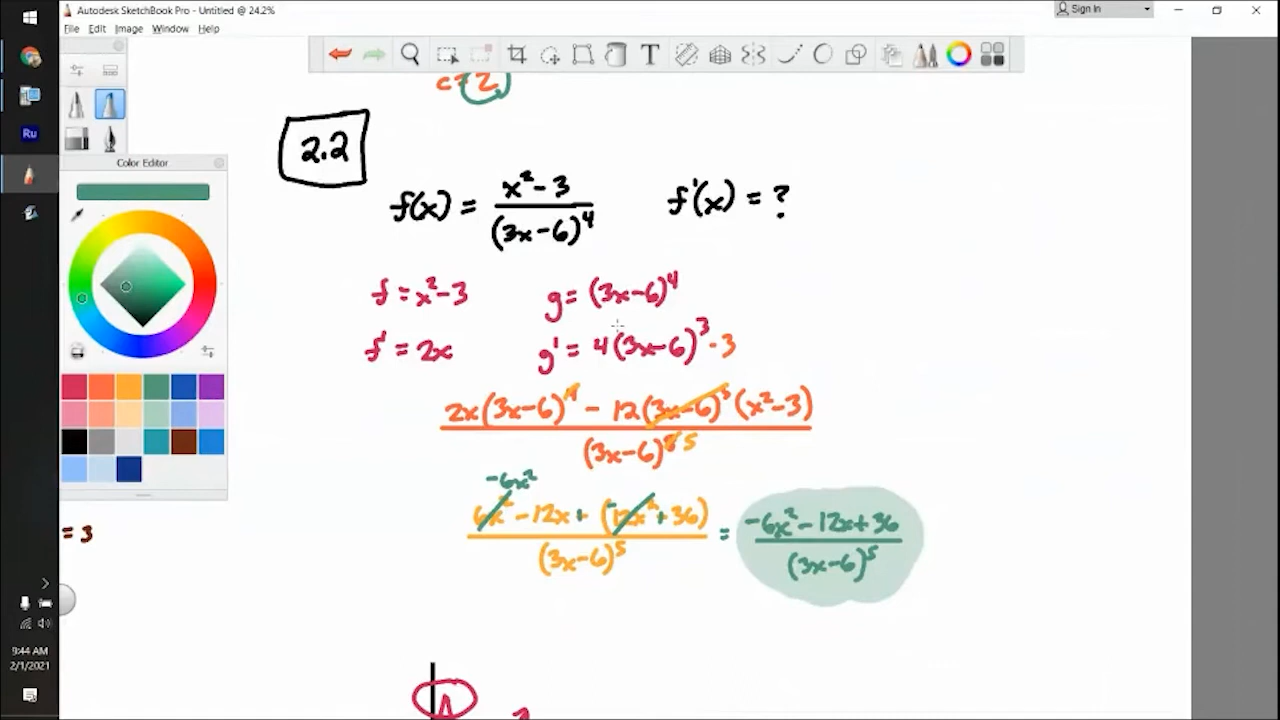 Autodesk SketchBook Pro - Untitled @ 24.2%
Sign In
File Edit Image Window Help
T
c = 2
2.2
Color Editor
f(x) = (x² - 3)/(3x - 6)⁴ f'(x) = ?
f = x² - 3 g = (3x - 6)⁴
f' = 2x g' = 4(3x - 6)³ · 3
2x(3x - 6)⁴ - 12(3x - 6)³(x² - 3)
(3x - 6)⁸ 5
-6x²
6x² - 12x + (-12x² + 36)
(3x - 6)⁵
= -6x² - 12x + 36
(3x - 6)⁵
= 3
Ru
9:44 AM
2/1/2021